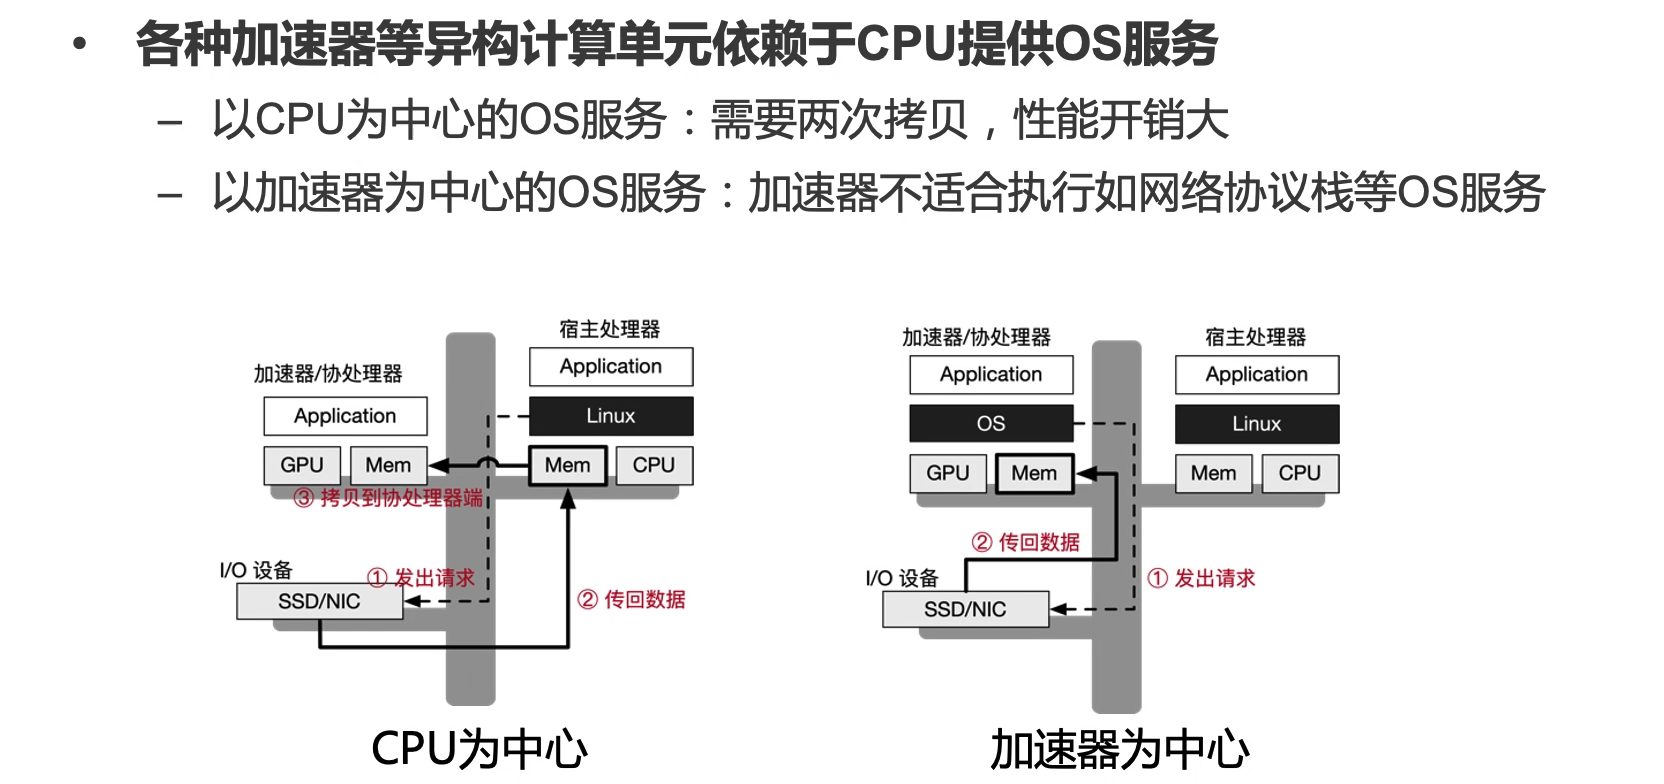 • 各种加速器等异构计算单元依赖于CPU提供OS服务
– 以CPU为中心的OS服务：需要两次拷贝，性能开销大
– 以加速器为中心的OS服务：加速器不适合执行如网络协议栈等OS服务
宿主处理器
Application
加速器/协处理器
Application
Linux
GPU
Mem
Mem
CPU
③ 拷贝到协处理器端
I/O 设备
① 发出请求
SSD/NIC
② 传回数据
CPU为中心
加速器/协处理器
宿主处理器
Application
Application
OS
Linux
GPU
Mem
Mem
CPU
② 传回数据
I/O 设备
① 发出请求
SSD/NIC
加速器为中心